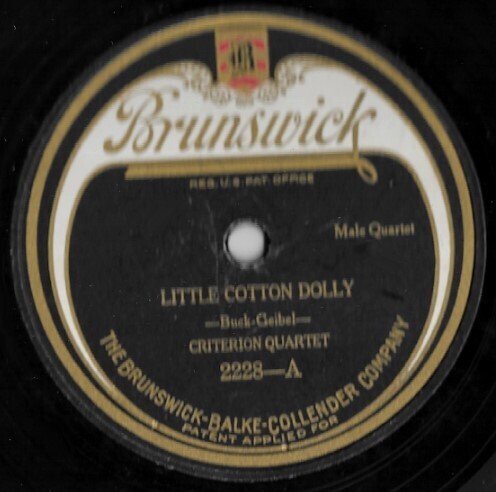 B
Brunswick
REG. U.S. PAT. OFFICE
Male Quartet
LITTLE COTTON DOLLY
—Buck-Geibel—
CRITERION QUARTET
2228—A
THE BRUNSWICK-BALKE-COLLENDER COMPANY
PATENT APPLIED FOR